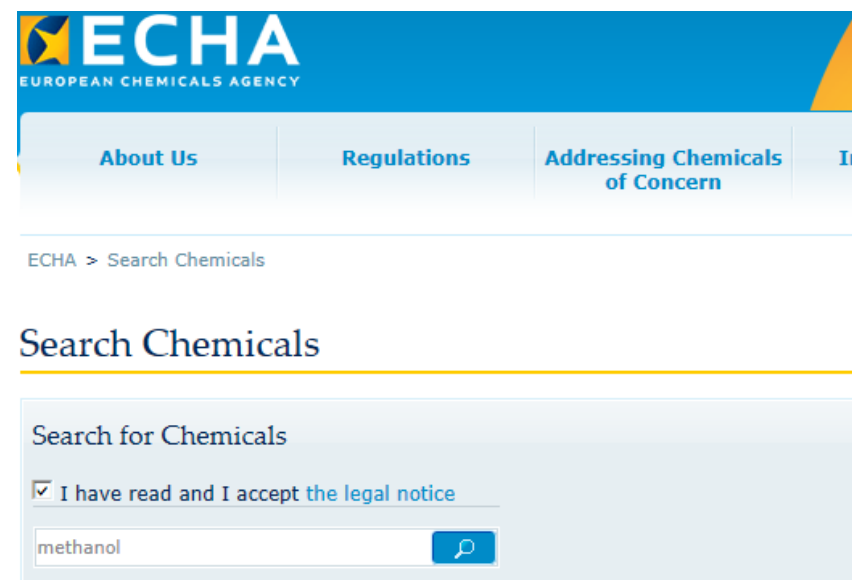 ECHA
EUROPEAN CHEMICALS AGENCY
About Us
Regulations
Addressing Chemicals
of Concern
ECHA > Search Chemicals
Search Chemicals
Search for Chemicals
I have read and I accept the legal notice
methanol